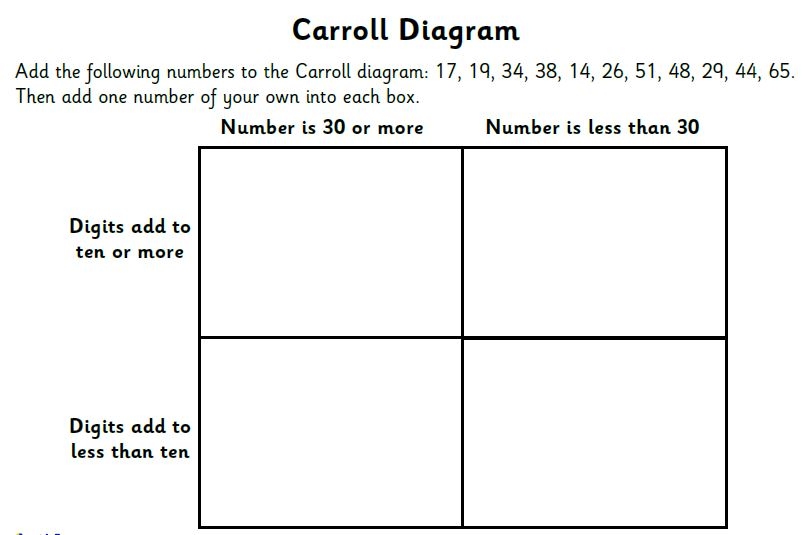 Carroll Diagram
Add the following numbers to the Carroll diagram: 17, 19, 34, 38, 14, 26, 51, 48, 29, 44, 65.
Then add one number of your own into each box.
Number is 30 or more Number is less than 30
Digits add to
ten or more
Digits add to
less than ten